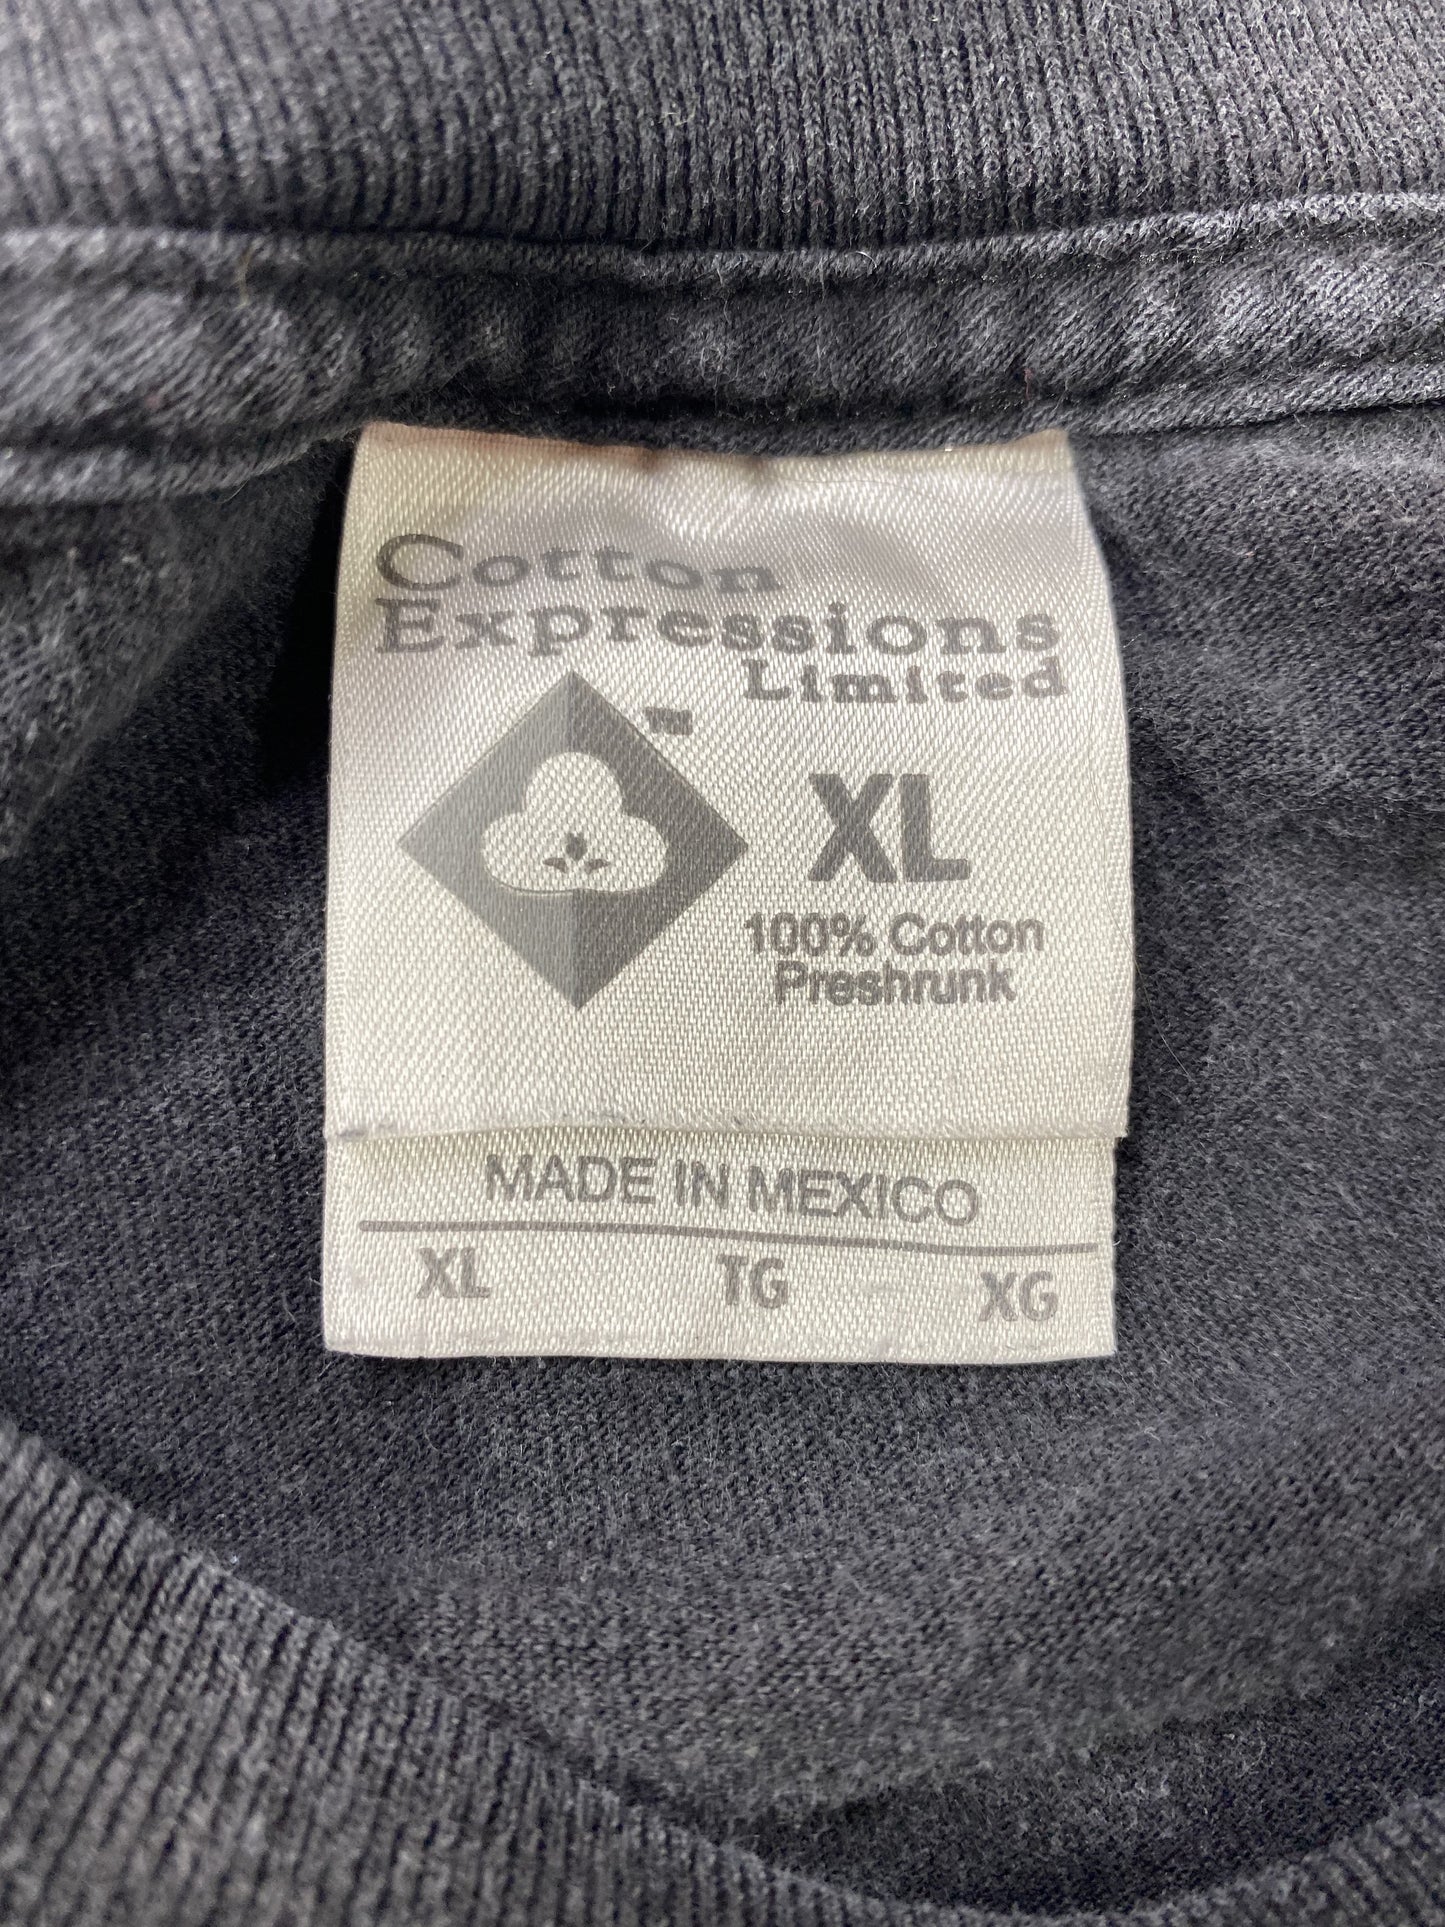 Cotton
Expressions
Limited
TM
XL
100% Cotton
Preshrunk
MADE IN MEXICO
XL TG XG